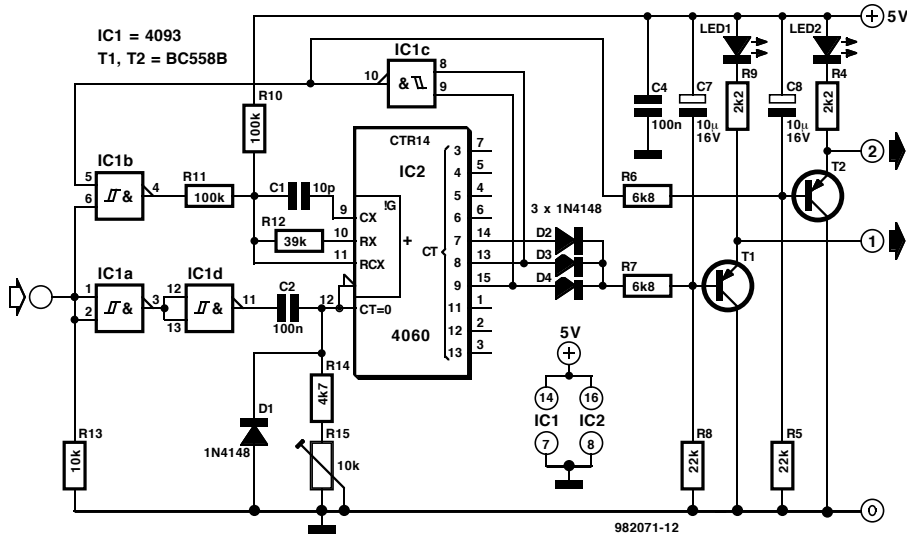 IC1 = 4093
T1, T2 = BC558B
5V
LED1
LED2
IC1c
8
10
&
9
R10
100k
C4
100n
C7
10µ
16V
R9
2k2
C8
10µ
16V
R4
2k2
CTR14
IC2
3
7
4
5
5
4
6
6
7
14
8
13
9
15
11
1
12
2
13
3
CT
IC1b
5
6
&
4
R11
100k
C1
10p
!G
9
CX
+
R12
39k
10
RX
11
RCX
2
T2
R6
6k8
3 x 1N4148
D2
D3
D4
R7
6k8
1
T1
IC1a
1
2
&
3
IC1d
12
13
&
11
C2
100n
12
CT=0
4060
R14
4k7
D1
1N4148
R13
10k
R15
10k
5V
14
16
IC1
IC2
7
8
R8
22k
R5
22k
0
982071-12